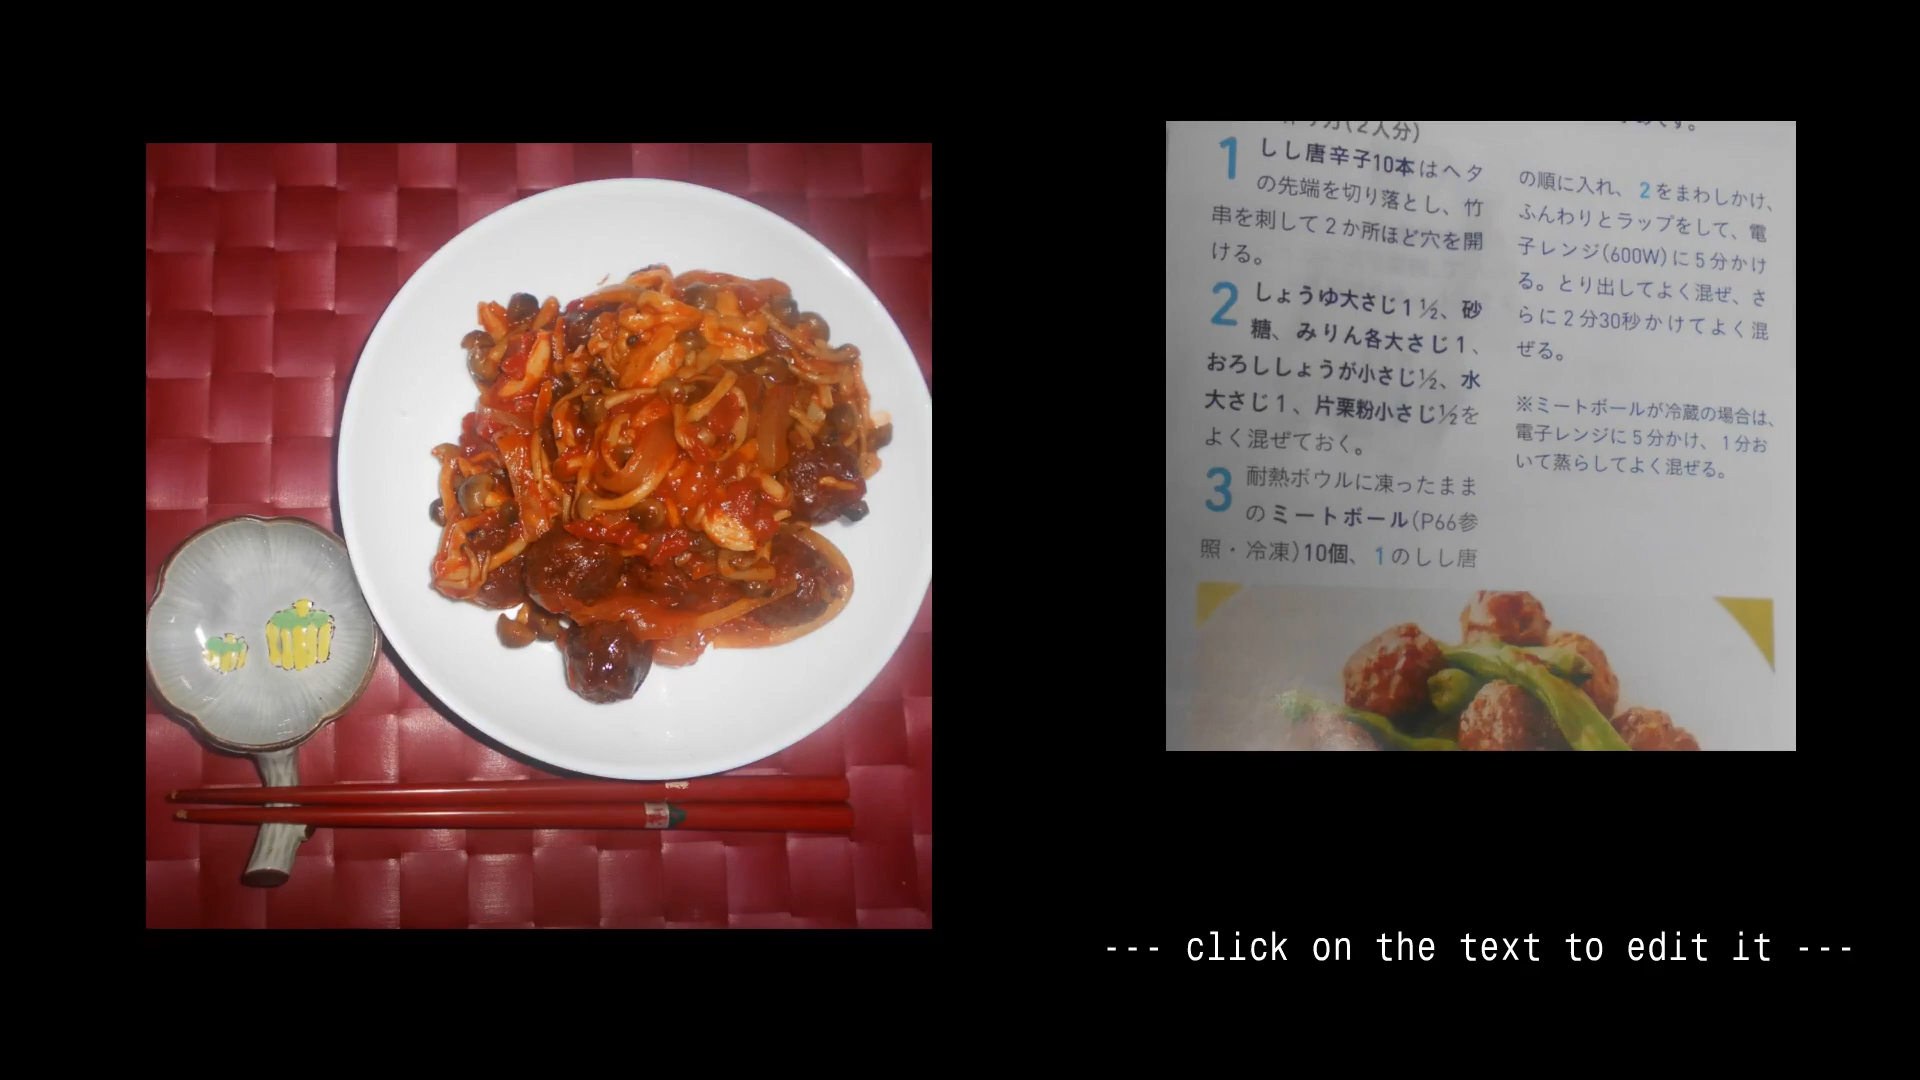 作り方(2人分)
1 しし唐辛子10本はヘタ
の先端を切り落とし、竹
串を刺して2か所ほど穴を開
ける。
2 しょうゆ大さじ1½、砂
糖、みりん各大さじ1、
おろししょうが小さじ½、水
大さじ1、片栗粉小さじ½を
よく混ぜておく。
3 耐熱ボウルに凍ったまま
のミートボール(P66参
照・冷凍)10個、1のしし唐
の順に入れ、2をまわしかけ、
ふんわりとラップをして、電
子レンジ(600W)に5分かけ
る。とり出してよく混ぜ、さ
らに2分30秒かけてよく混
ぜる。
※ミートボールが冷蔵の場合は、
電子レンジに5分かけ、1分お
いて蒸らしてよく混ぜる。
--- click on the text to edit it ---